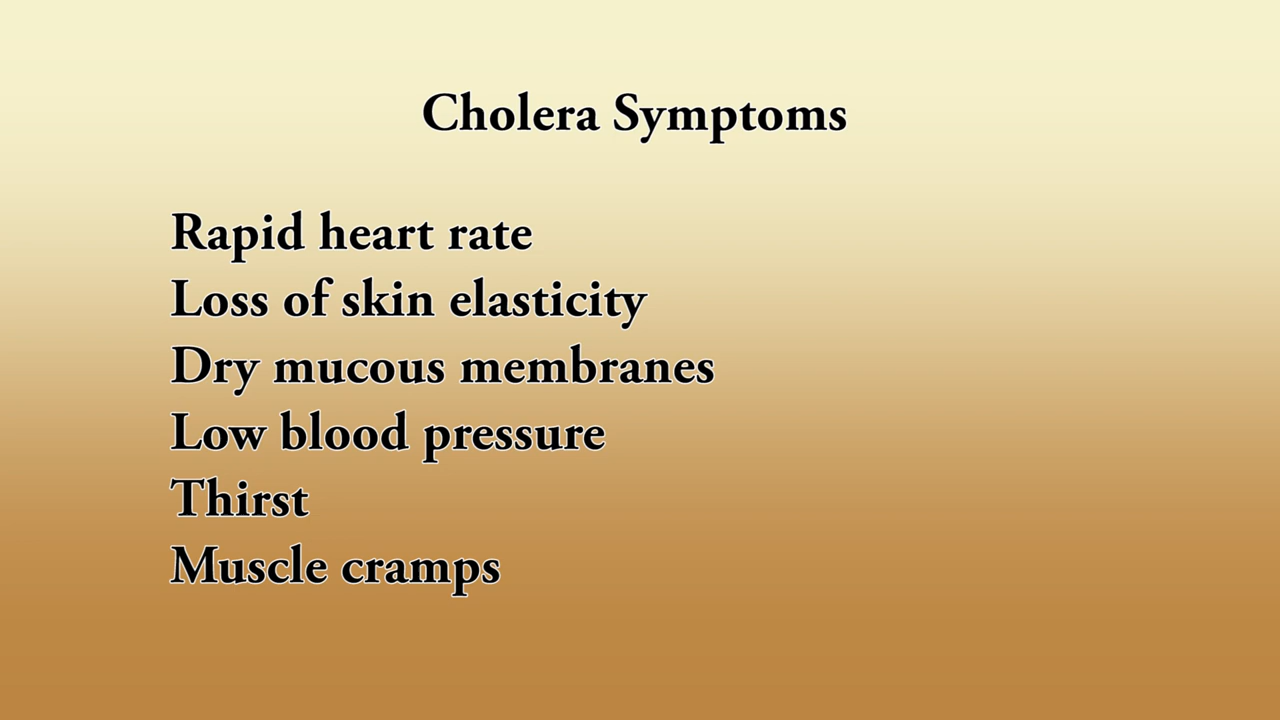 Cholera Symptoms
Rapid heart rate
Loss of skin elasticity
Dry mucous membranes
Low blood pressure
Thirst
Muscle cramps